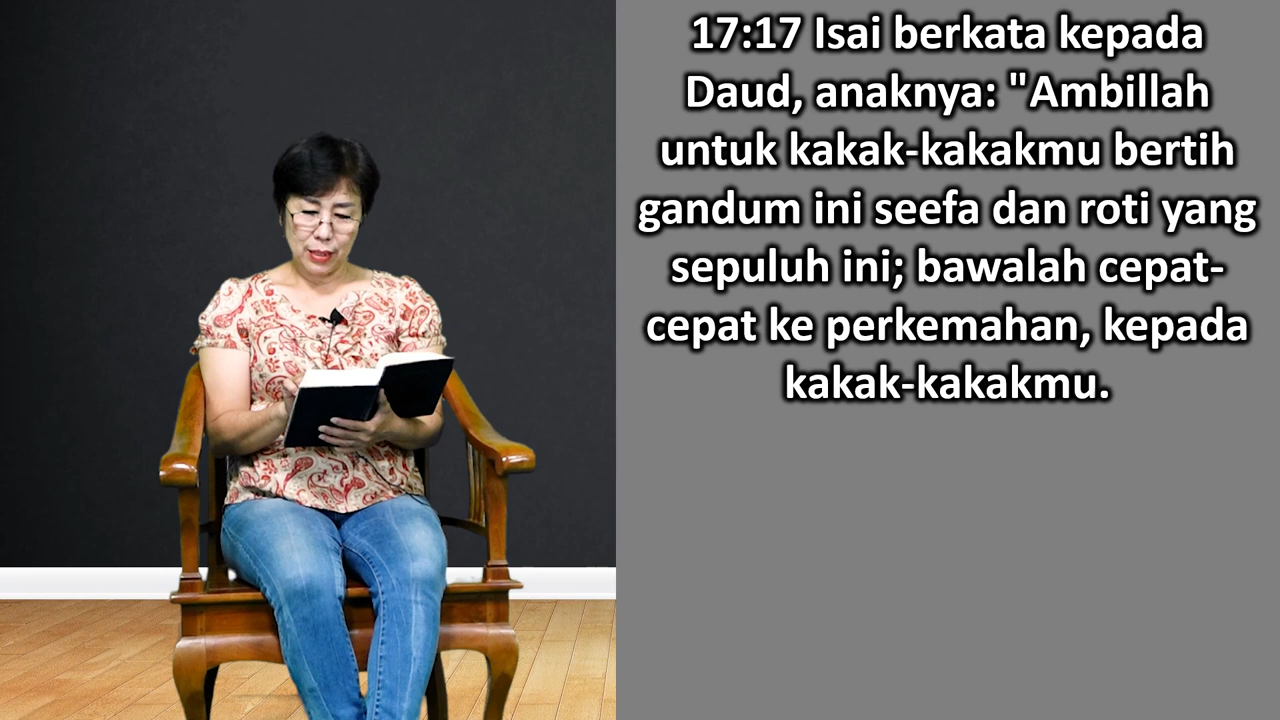 17:17 Isai berkata kepada
Daud, anaknya: "Ambillah
untuk kakak-kakakmu bertih
gandum ini seefa dan roti yang
sepuluh ini; bawalah cepat-
cepat ke perkemahan, kepada
kakak-kakakmu.